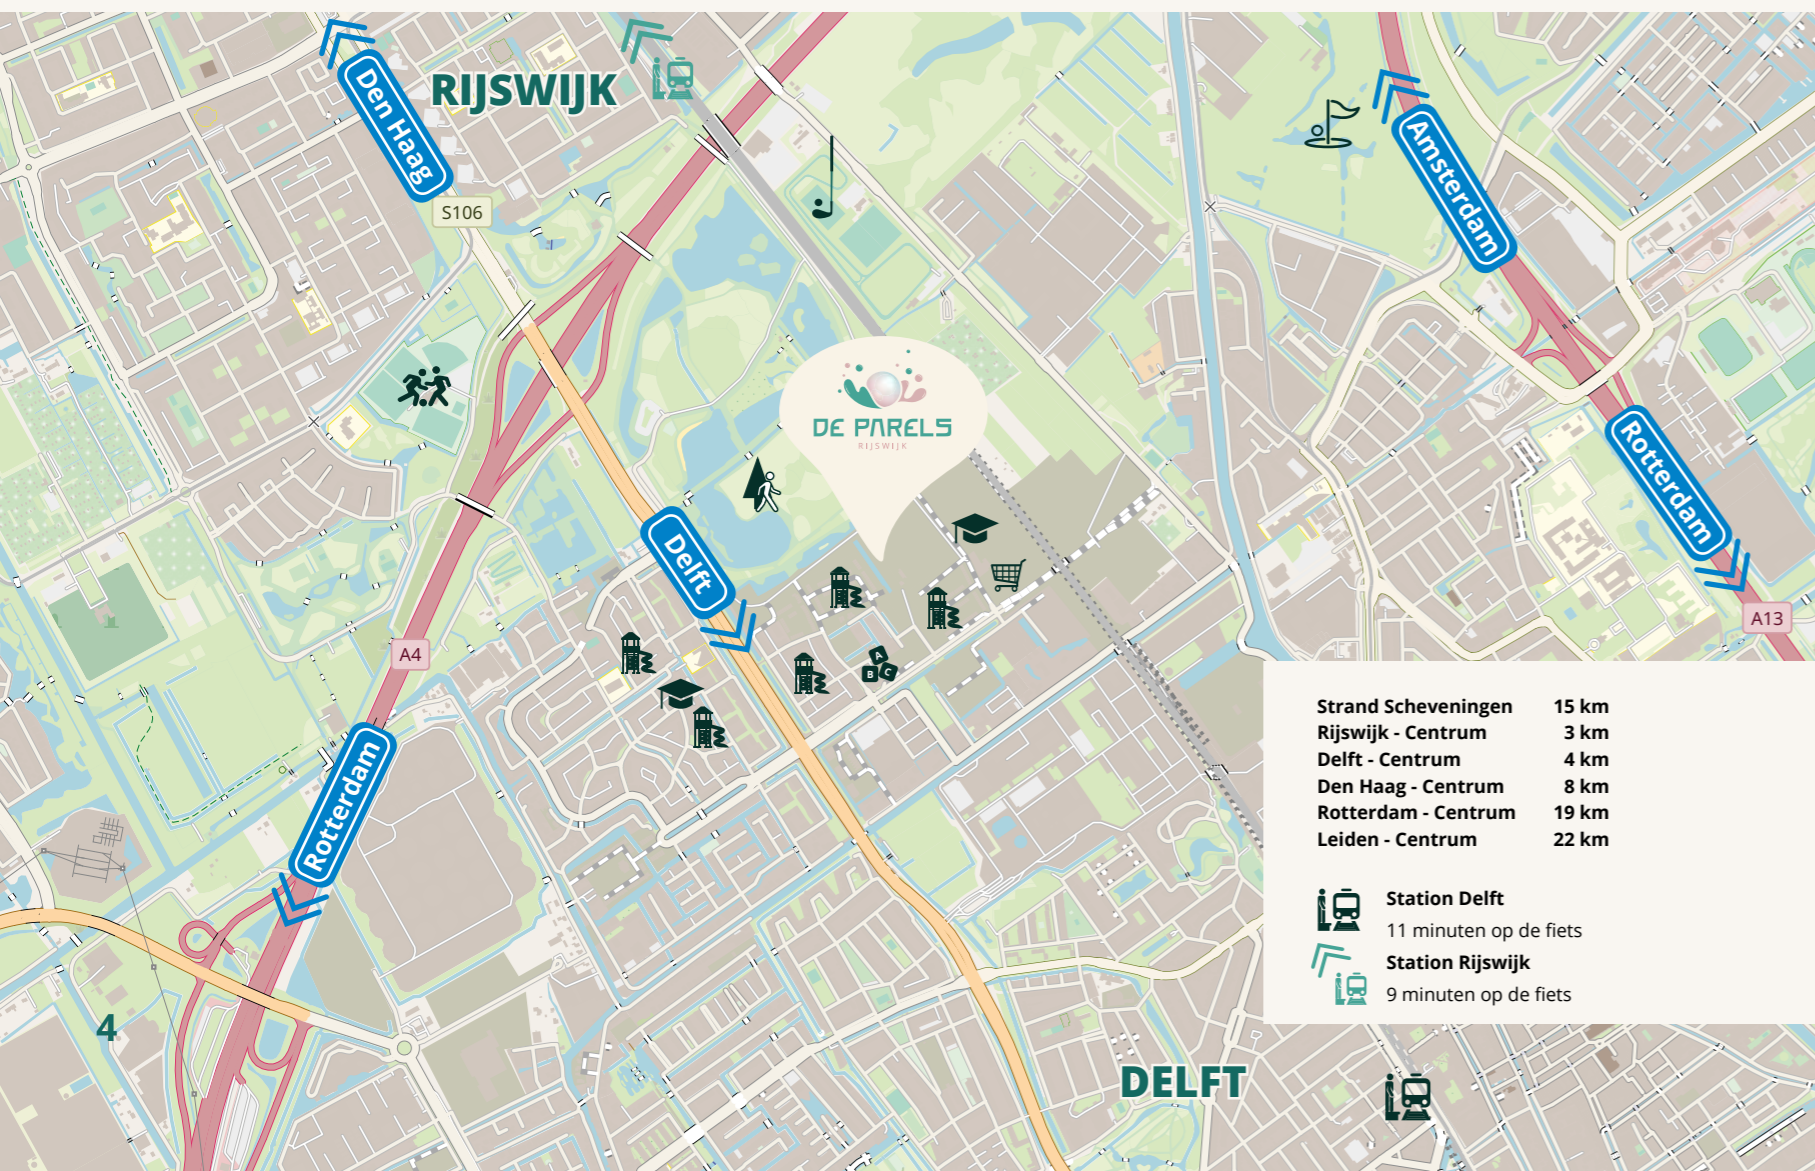 Den Haag
RIJSWIJK
Amsterdam
S106
DE PARELS
RIJSWIJK
Rotterdam
Delft
A13
A4
A
B C
Rotterdam
Strand Scheveningen 15 km
Rijswijk - Centrum 3 km
Delft - Centrum 4 km
Den Haag - Centrum 8 km
Rotterdam - Centrum 19 km
Leiden - Centrum 22 km
Station Delft
11 minuten op de fiets
Station Rijswijk
9 minuten op de fiets
4
DELFT